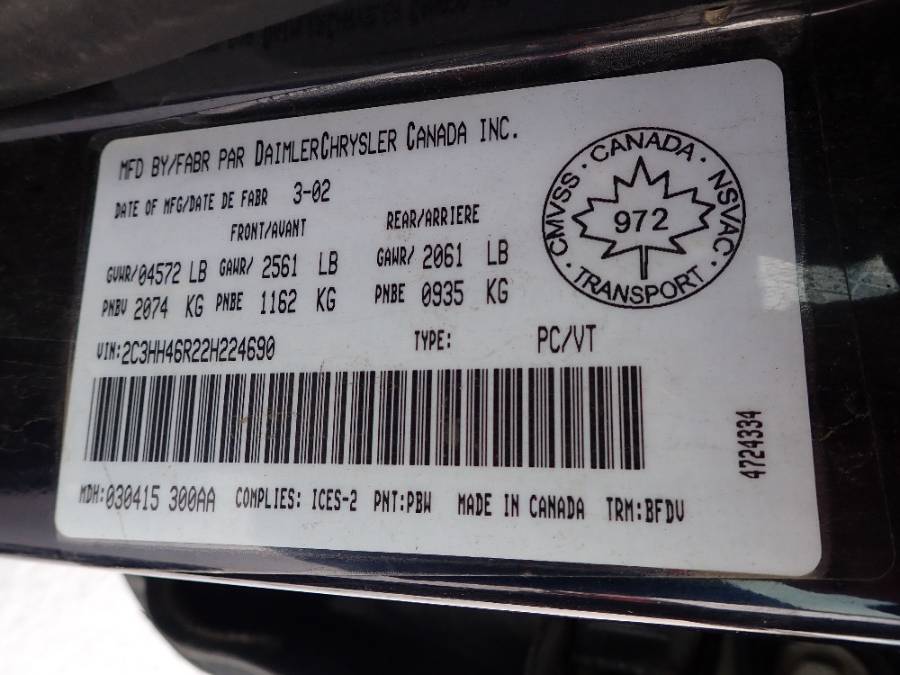 MFD BY/FABR PAR DAIMLERCHRYSLER CANADA INC.
DATE OF MFG/DATE DE FABR 3-02
FRONT/AVANT REAR/ARRIERE
GVWR/04572 LB GAWR/ 2561 LB GAWR/ 2061 LB
PNBV 2074 KG PNBE 1162 KG PNBE 0935 KG
VIN:2C3HH46R22H224690 TYPE: PC/VT
MDH:030415 300AA COMPLIES: ICES-2 PNT:PBW MADE IN CANADA TRM:BFDV
CMVSS · CANADA · NSVAC · TRANSPORT ·
972
4724334